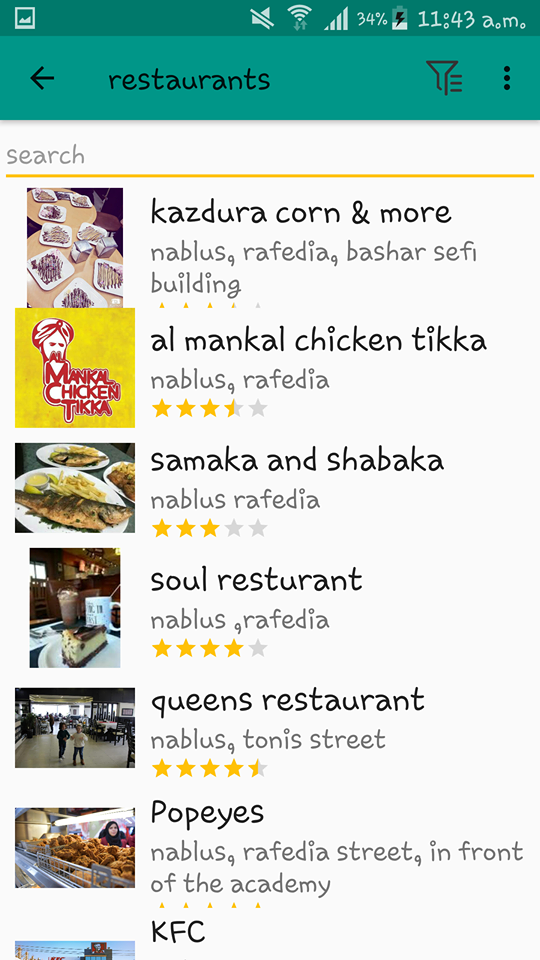 34% 11:43 a.m.
restaurants
search
kazdura corn & more
nablus, rafedia, bashar sefi
building
al mankal chicken tikka
nablus, rafedia
AL
MANKAL
CHICKEN
TIKKA
samaka and shabaka
nablus rafedia
soul resturant
nablus ,rafedia
queens restaurant
nablus, tonis street
Popeyes
nablus, rafedia street, in front
of the academy
KFC